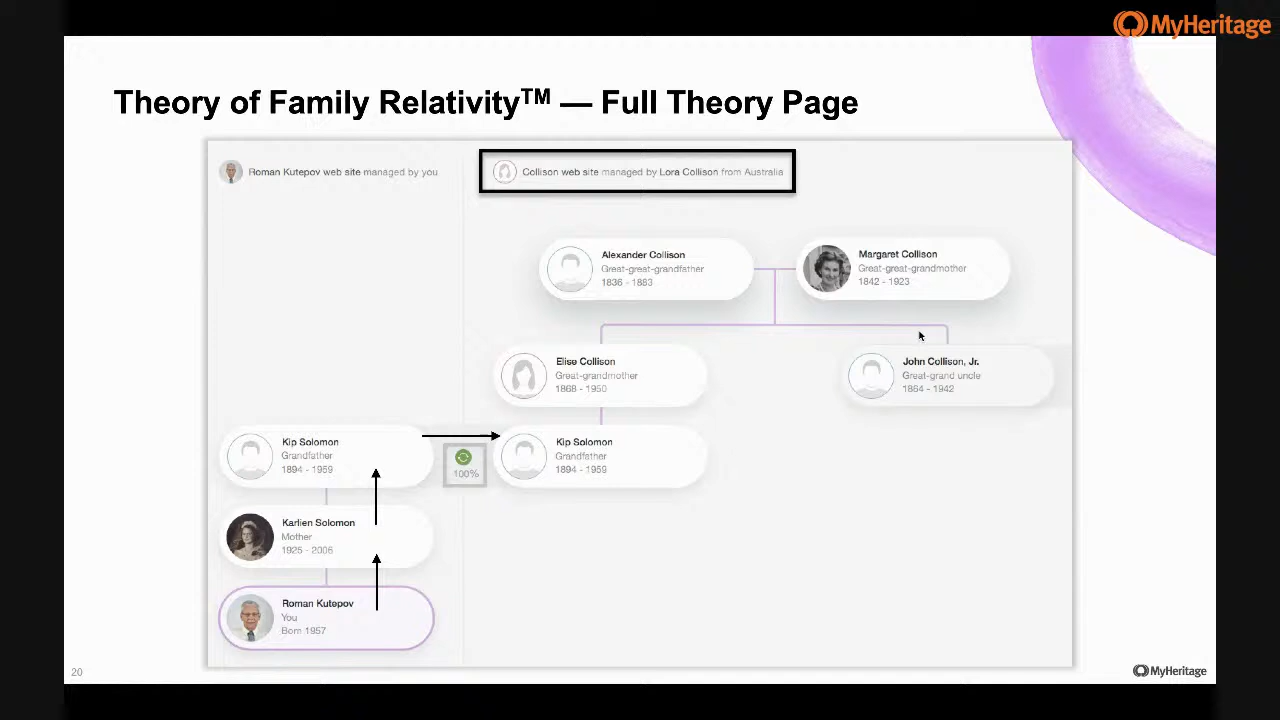 MyHeritage
Theory of Family Relativity™ — Full Theory Page
Roman Kutepov web site managed by you
Collison web site managed by Lora Collison from Australia
Alexander Collison
Great-great-grandfather
1836 - 1883
Margaret Collison
Great-great-grandmother
1842 - 1923
Elise Collison
Great-grandmother
1868 - 1950
John Collison, Jr.
Great-grand uncle
1864 - 1942
Kip Solomon
Grandfather
1894 - 1959
100%
Kip Solomon
Grandfather
1894 - 1959
Karlien Solomon
Mother
1925 - 2006
Roman Kutepov
You
Born 1957
20
MyHeritage